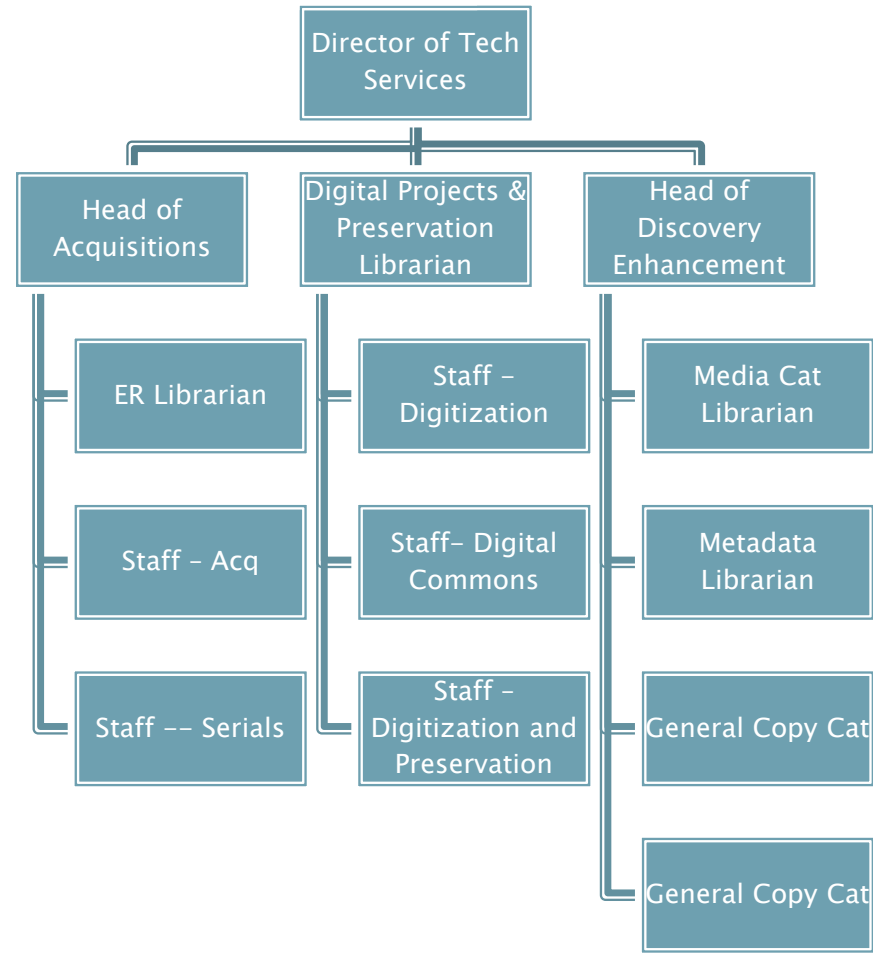 Director of Tech
Services
Head of
Acquisitions
Digital Projects &
Preservation
Librarian
Head of
Discovery
Enhancement
ER Librarian
Staff – Acq
Staff -- Serials
Staff –
Digitization
Staff– Digital
Commons
Staff –
Digitization and
Preservation
Media Cat
Librarian
Metadata
Librarian
General Copy Cat
General Copy Cat